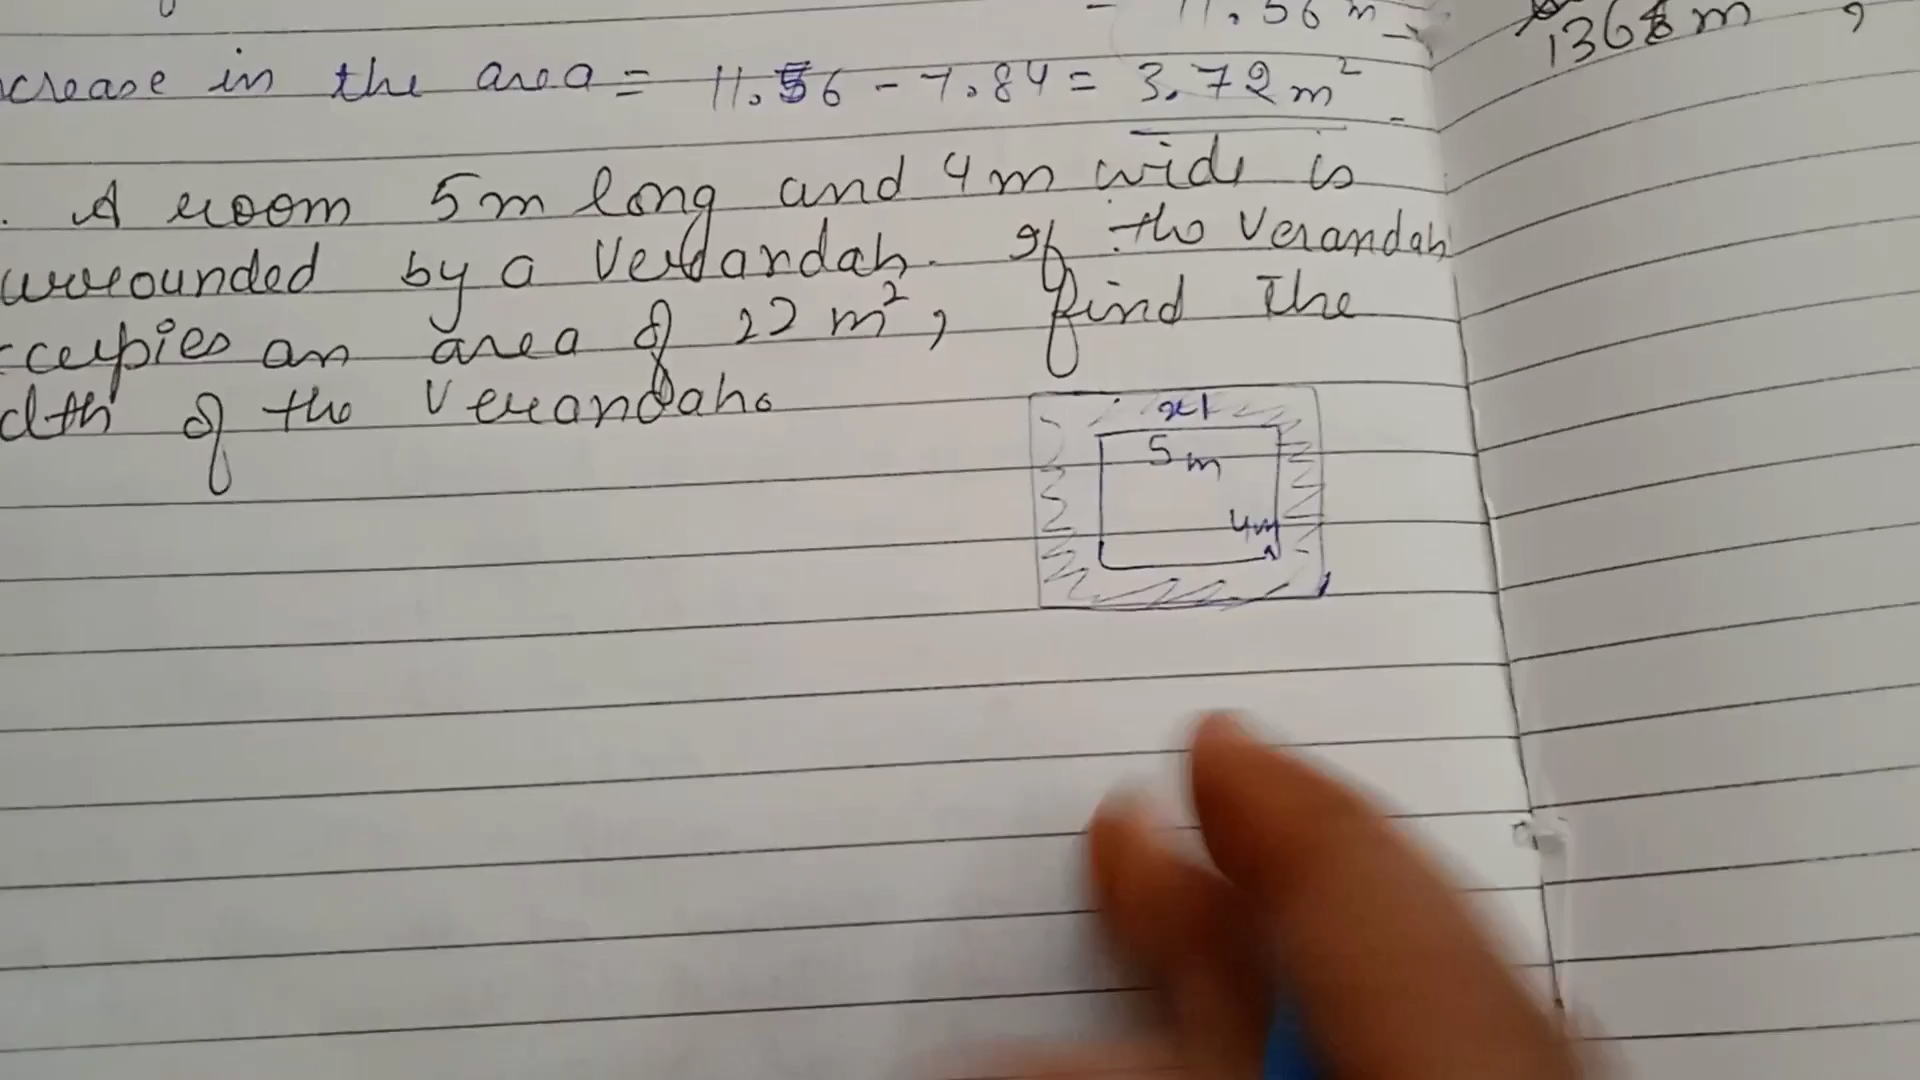 11.56 m
1368 m ,
crease in the area = 11.56 - 7.84 = 3.72 m²
. A room 5m long and 4m wide is
urrounded by a Verandah. If the Verandah
ccupies an area of 22 m², find the
dth of the Verandah.
x
5 m
4m